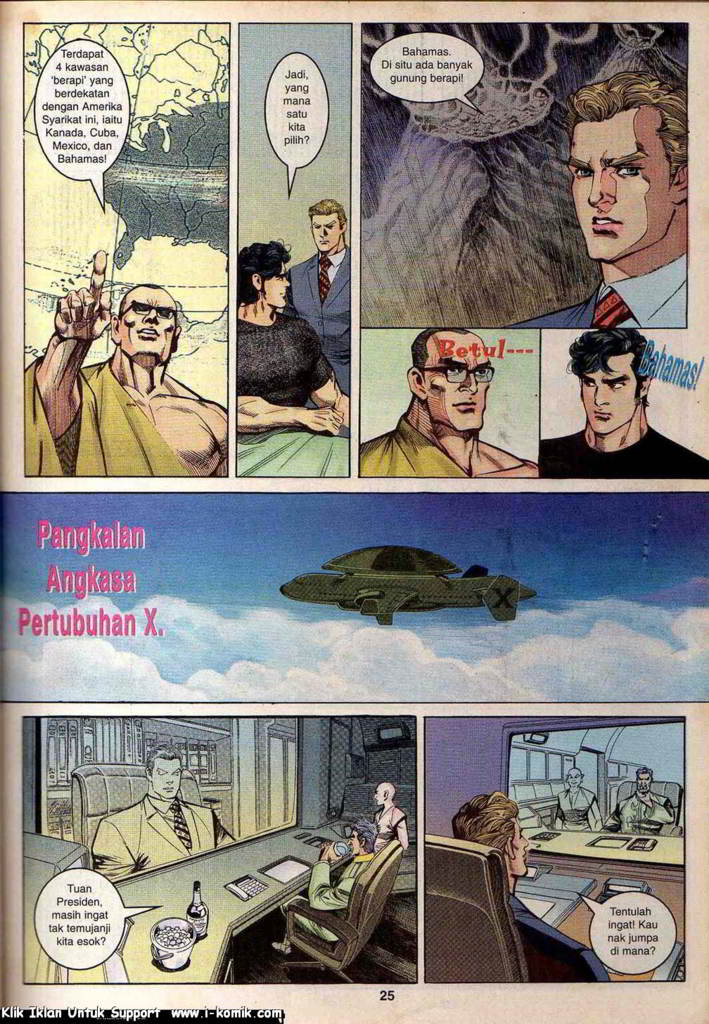 Terdapat
4 kawasan
'berapi' yang
berdekatan
dengan Amerika
Syarikat ini, iaitu
Kanada, Cuba,
Mexico, dan
Bahamas!
Jadi,
yang
mana
satu
kita
pilih?
Bahamas.
Di situ ada banyak
gunung berapi!
Betul---
Bahamas!
Pangkalan
Angkasa
Pertubuhan X.
X
Tuan
Presiden,
masih ingat
tak temujanji
kita esok?
Tentulah
ingat! Kau
nak jumpa
di mana?
25
Klik Iklan Untuk Support www.i-komik.com